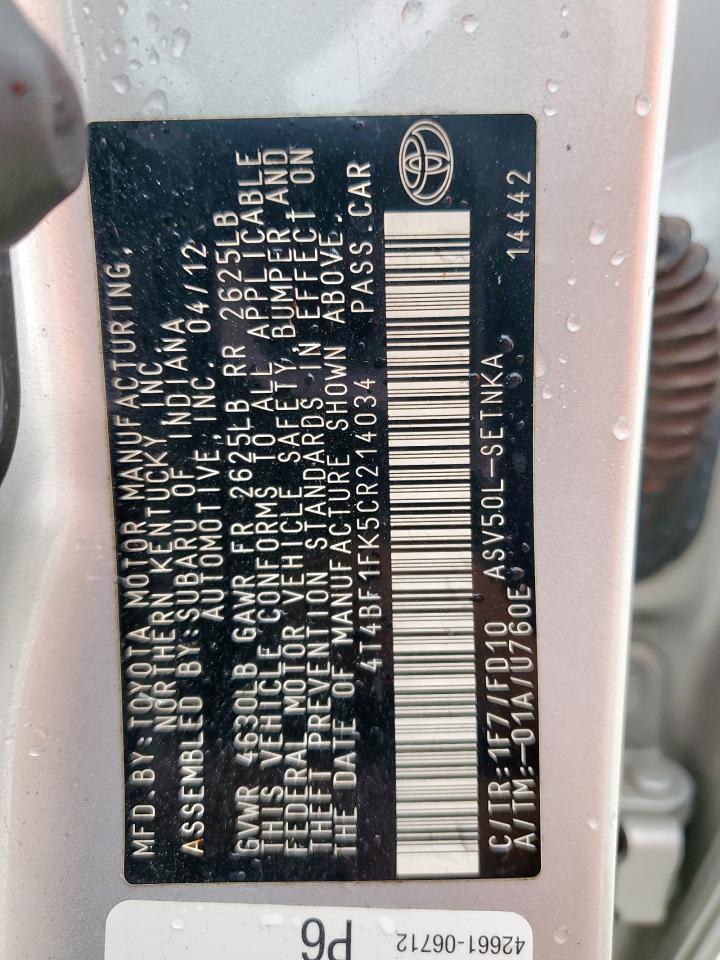 MFD.BY:TOYOTA MOTOR MANUFACTURING,
NORTHERN KENTUCKY INC.
ASSEMBLED BY:SUBARU OF INDIANA
AUTOMOTIVE,INC 04/12
GVWR 4630LB GAWR FR 2625LB RR 2625LB
THIS VEHICLE CONFORMS TO ALL APPLICABLE
FEDERAL MOTOR VEHICLE SAFETY,BUMPER AND
THEFT PREVENTION STANDARDS IN EFFECT ON
THE DATE OF MANUFACTURE SHOWN ABOVE.
4T4BF1FK5CR214034 PASS.CAR
C/TR:1F7/FD10 ASV50L-SETNKA
A/TM:-01A/U760E 14442
P6
42661-06712